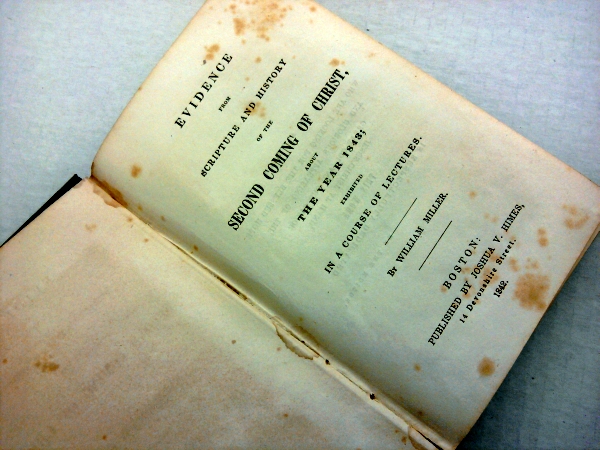 EVIDENCE
FROM
SCRIPTURE AND HISTORY
OF THE
SECOND COMING OF CHRIST,
ABOUT
THE YEAR 1843;
EXHIBITED
IN A COURSE OF LECTURES.
BY WILLIAM MILLER.
BOSTON:
PUBLISHED BY JOSHUA V. HIMES,
14 Devonshire Street.
1842.